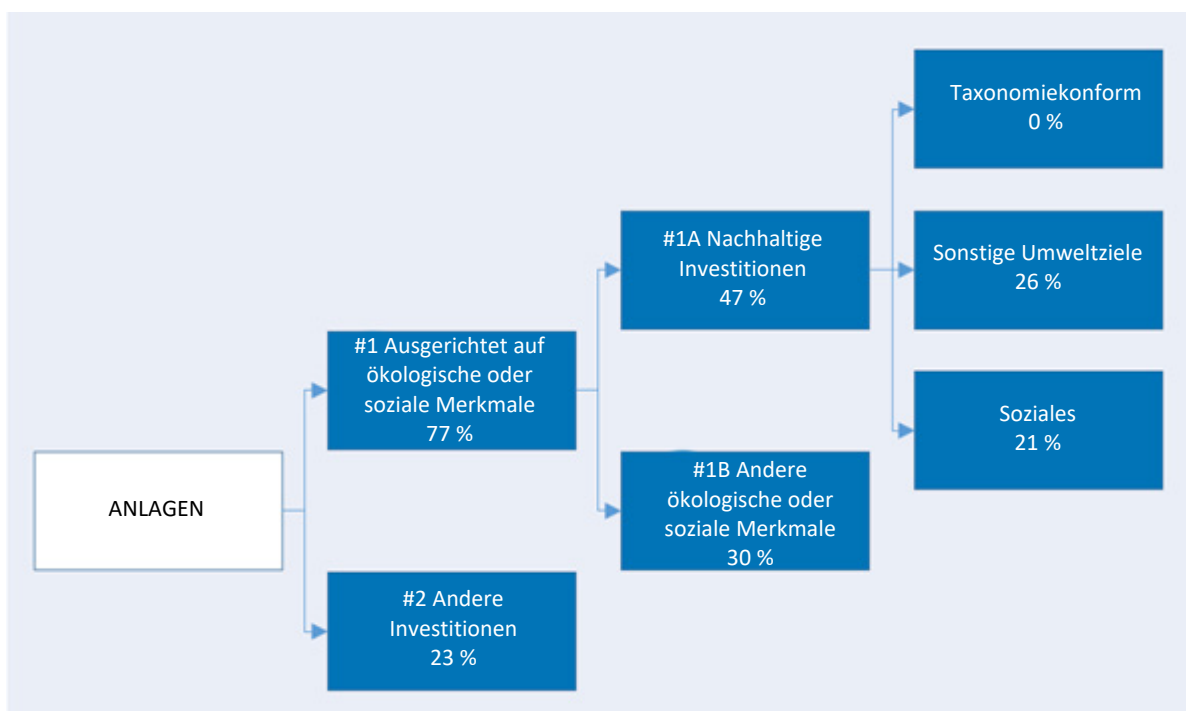 ANLAGEN
#1 Ausgerichtet auf
ökologische oder
soziale Merkmale
77 %
#2 Andere
Investitionen
23 %
#1A Nachhaltige
Investitionen
47 %
#1B Andere
ökologische oder
soziale Merkmale
30 %
Taxonomiekonform
0 %
Sonstige Umweltziele
26 %
Soziales
21 %